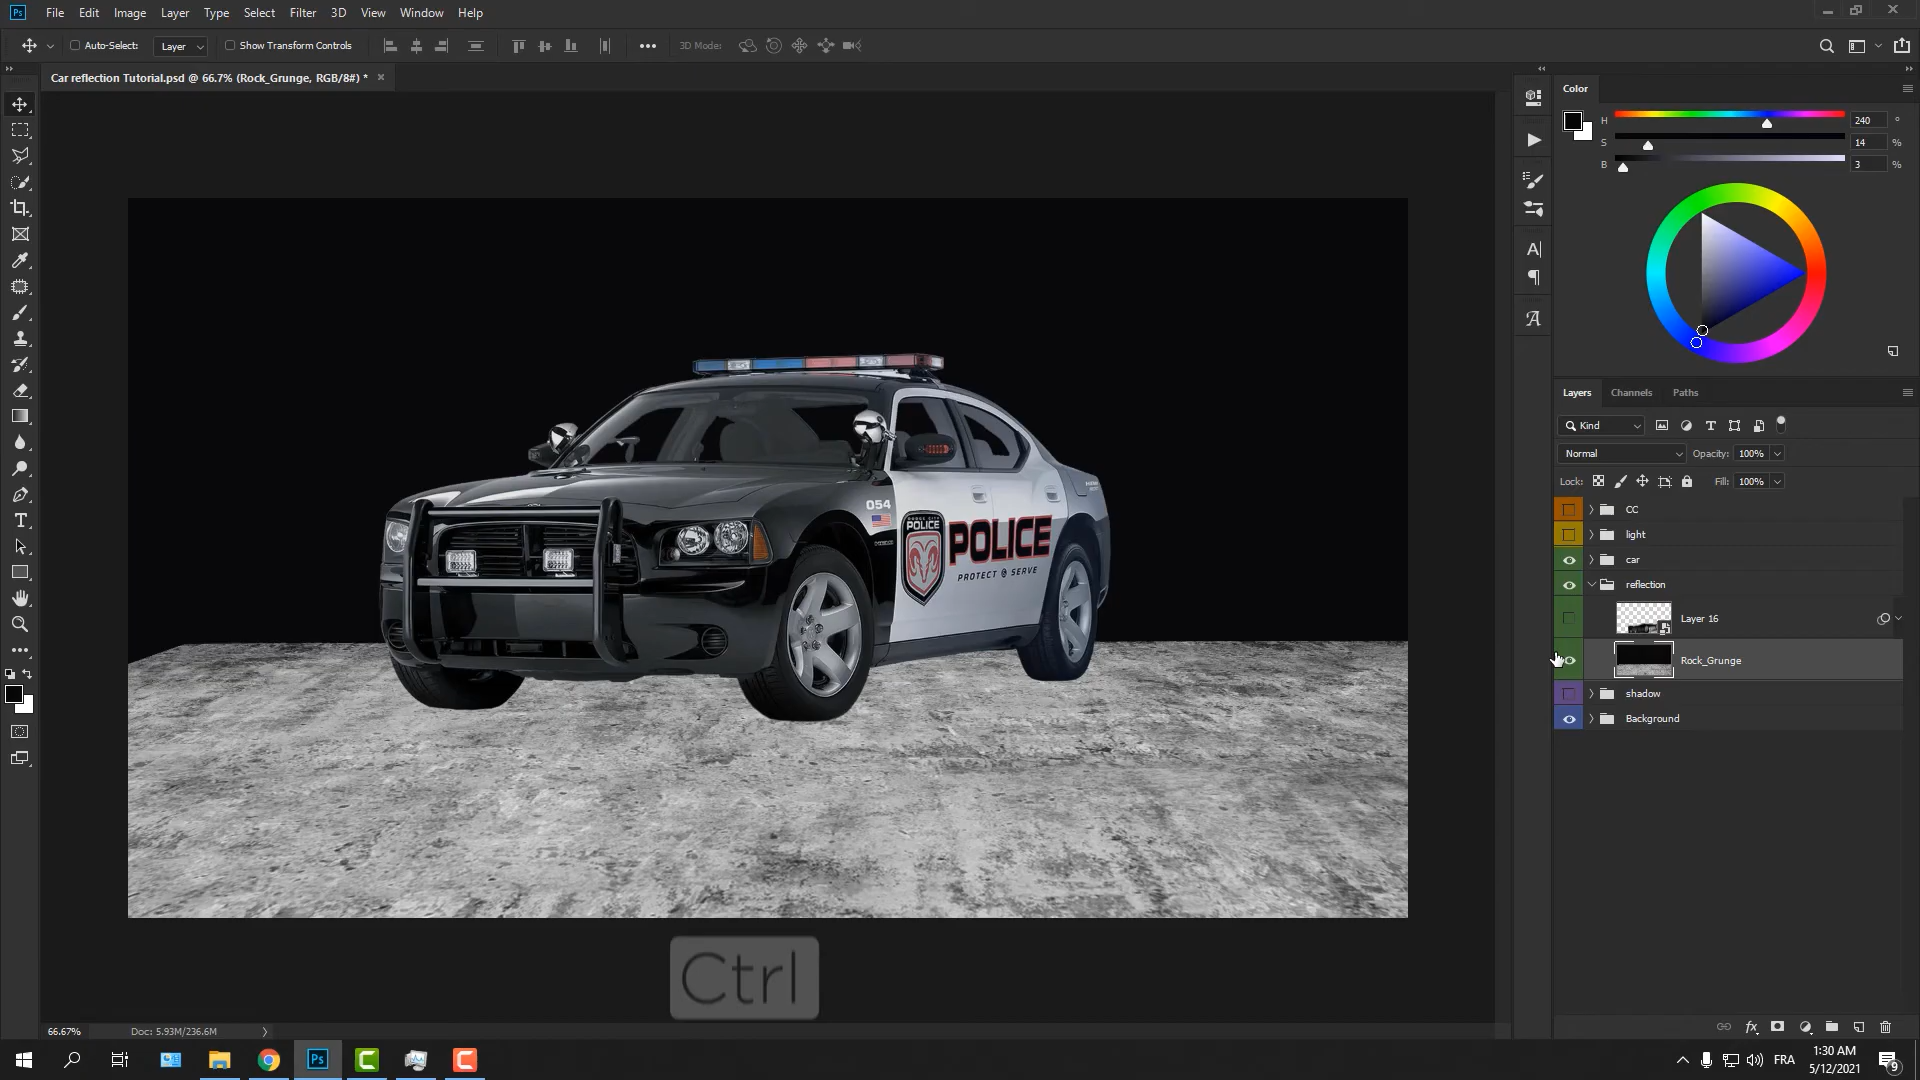 Ps File Edit Image Layer Type Select Filter 3D View Window Help
Auto-Select: Layer Show Transform Controls 3D Mode:
Car reflection Tutorial.psd @ 66.7% (Rock_Grunge, RGB/8#) *
Color
H 240 °
S 14 %
B 3 %
Layers Channels Paths
Kind
Normal Opacity: 100%
Lock: Fill: 100%
CC
light
car
reflection
Layer 16
Rock_Grunge
shadow
Background
054
POLICE
POLICE
PROTECT & SERVE
Ctrl
66.67% Doc: 5.93M/236.6M
Ps FRA 1:30 AM
5/12/2021
9